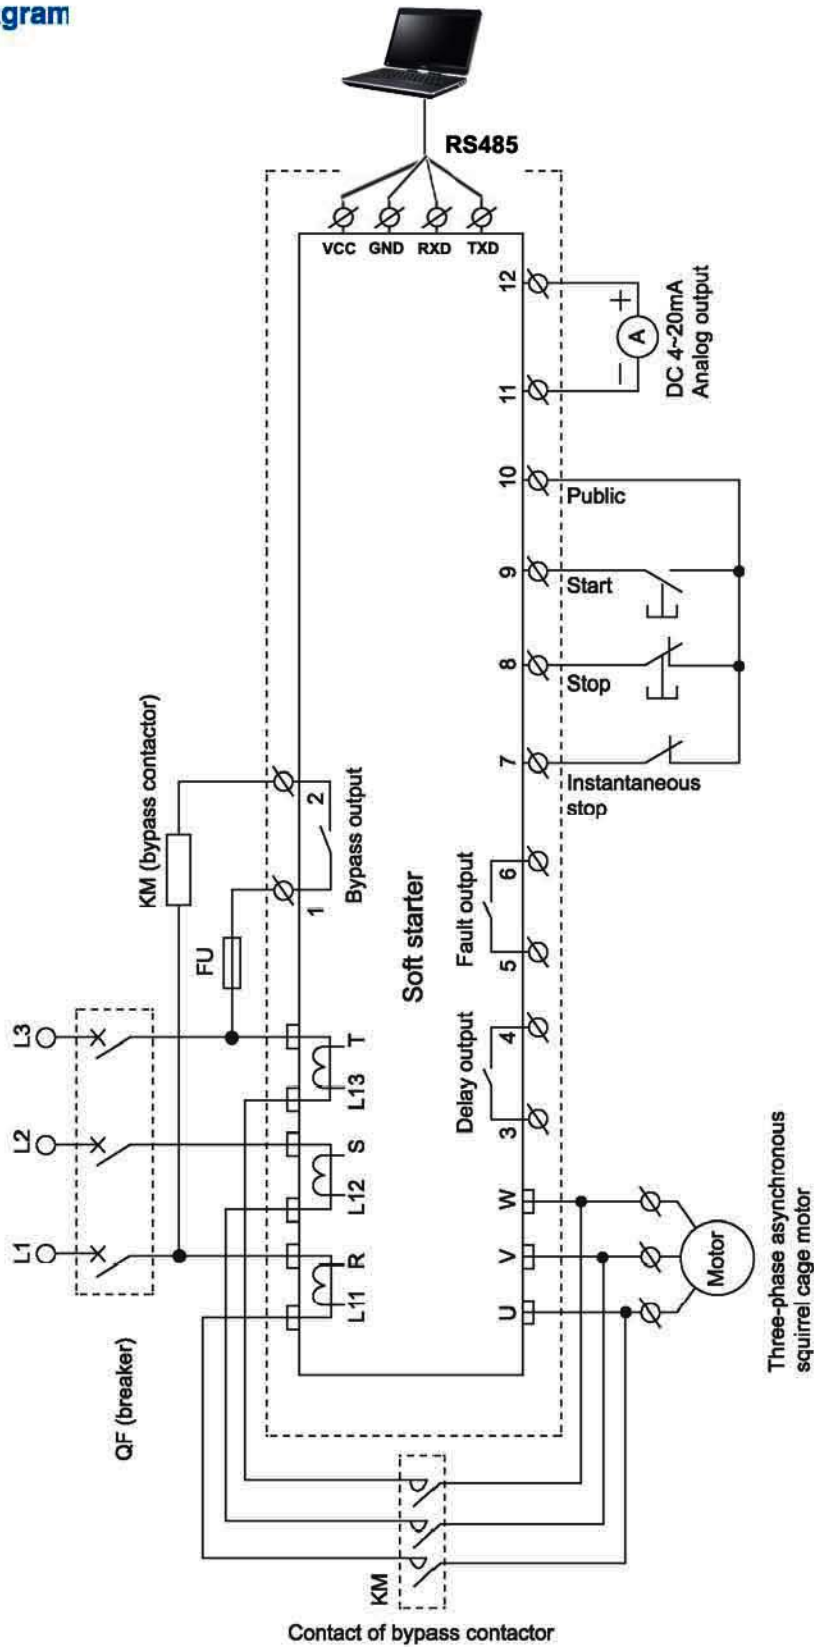 RS485
VCC GND RXD TXD
12
+
A
—
DC 4~20mA
Analog output
11
10
Public
9
Start
8
Stop
7
Instantaneous
stop
KM (bypass contactor)
2
Bypass output
1
FU
Soft starter
6
Fault output
5
4
Delay output
3
L3
L2
L1
QF (breaker)
T
L13
S
L12
R
L11
W
V
U
Motor
Three-phase asynchronous
squirrel cage motor
KM
Contact of bypass contactor